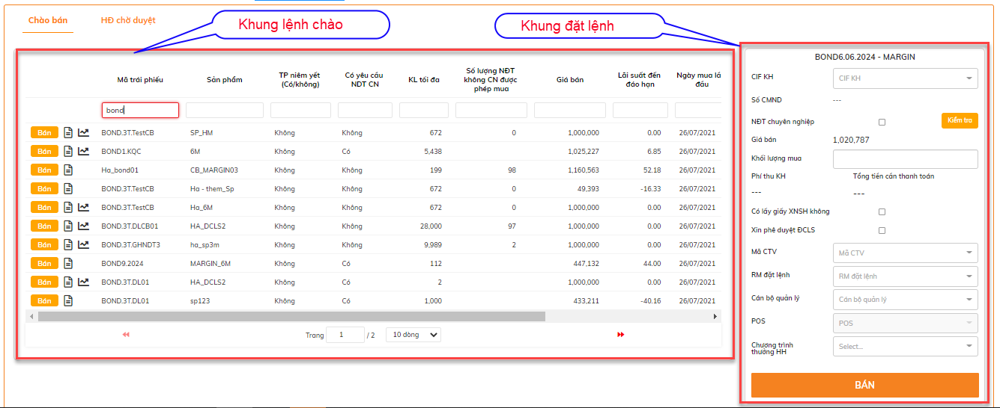 Chào bán HĐ chờ duyệt
Khung lệnh chào
Khung đặt lệnh
Mã trái phiếu Sản phẩm TP niêm yết (Có/không) Có yêu cầu NDT CN KL tối đa Số lượng NĐT không CN được phép mua Giá bán Lãi suất đến đáo hạn Ngày mua lầ đầu
bond
Bán BOND.3T.TestCB SP_HM Không Không 672 0 1,000,000 0.00 26/07/2021
Bán BOND1.KQC 6M Không Có 5,438 1,025,227 6.85 26/07/2021
Bán Ha_bond01 CB_MARGIN03 Không Không 199 98 1,160,563 52.18 26/07/2021
Bán BOND.3T.TestCB Ha - them_Sp Không Không 672 0 49,393 -16.33 26/07/2021
Bán BOND.3T.TestCB Ha_6M Không Không 672 0 1,000,000 0.00 26/07/2021
Bán BOND.3T.DLCB01 HA_DCLS2 Không Không 28,000 97 1,000,000 0.00 26/07/2021
Bán BOND.3T.GHNDT3 ha_sp3m Không Không 9,989 2 1,000,000 0.00 26/07/2021
Bán BOND9.2024 MARGIN_6M Không Có 112 447,132 44.00 26/07/2021
Bán BOND.3T.DL01 HA_DCLS2 Không Có 2 1,000,000 0.00 26/07/2021
Bán BOND.3T.DL01 sp123 Không Có 1,000 433,211 -40.16 26/07/2021
Trang 1 / 2 10 dòng
BOND6.06.2024 - MARGIN
CIF KH CIF KH
Số CMND ---
NĐT chuyên nghiệp Kiểm tra
Giá bán 1,020,787
Khối lượng mua
Phí thu KH Tổng tiền cần thanh toán
--- ---
Có lấy giấy XNSH không
Xin phê duyệt ĐCLS
Mã CTV Mã CTV
RM đặt lệnh RM đặt lệnh
Cán bộ quản lý Cán bộ quản lý
POS POS
Chương trình thưởng HH Select...
BÁN